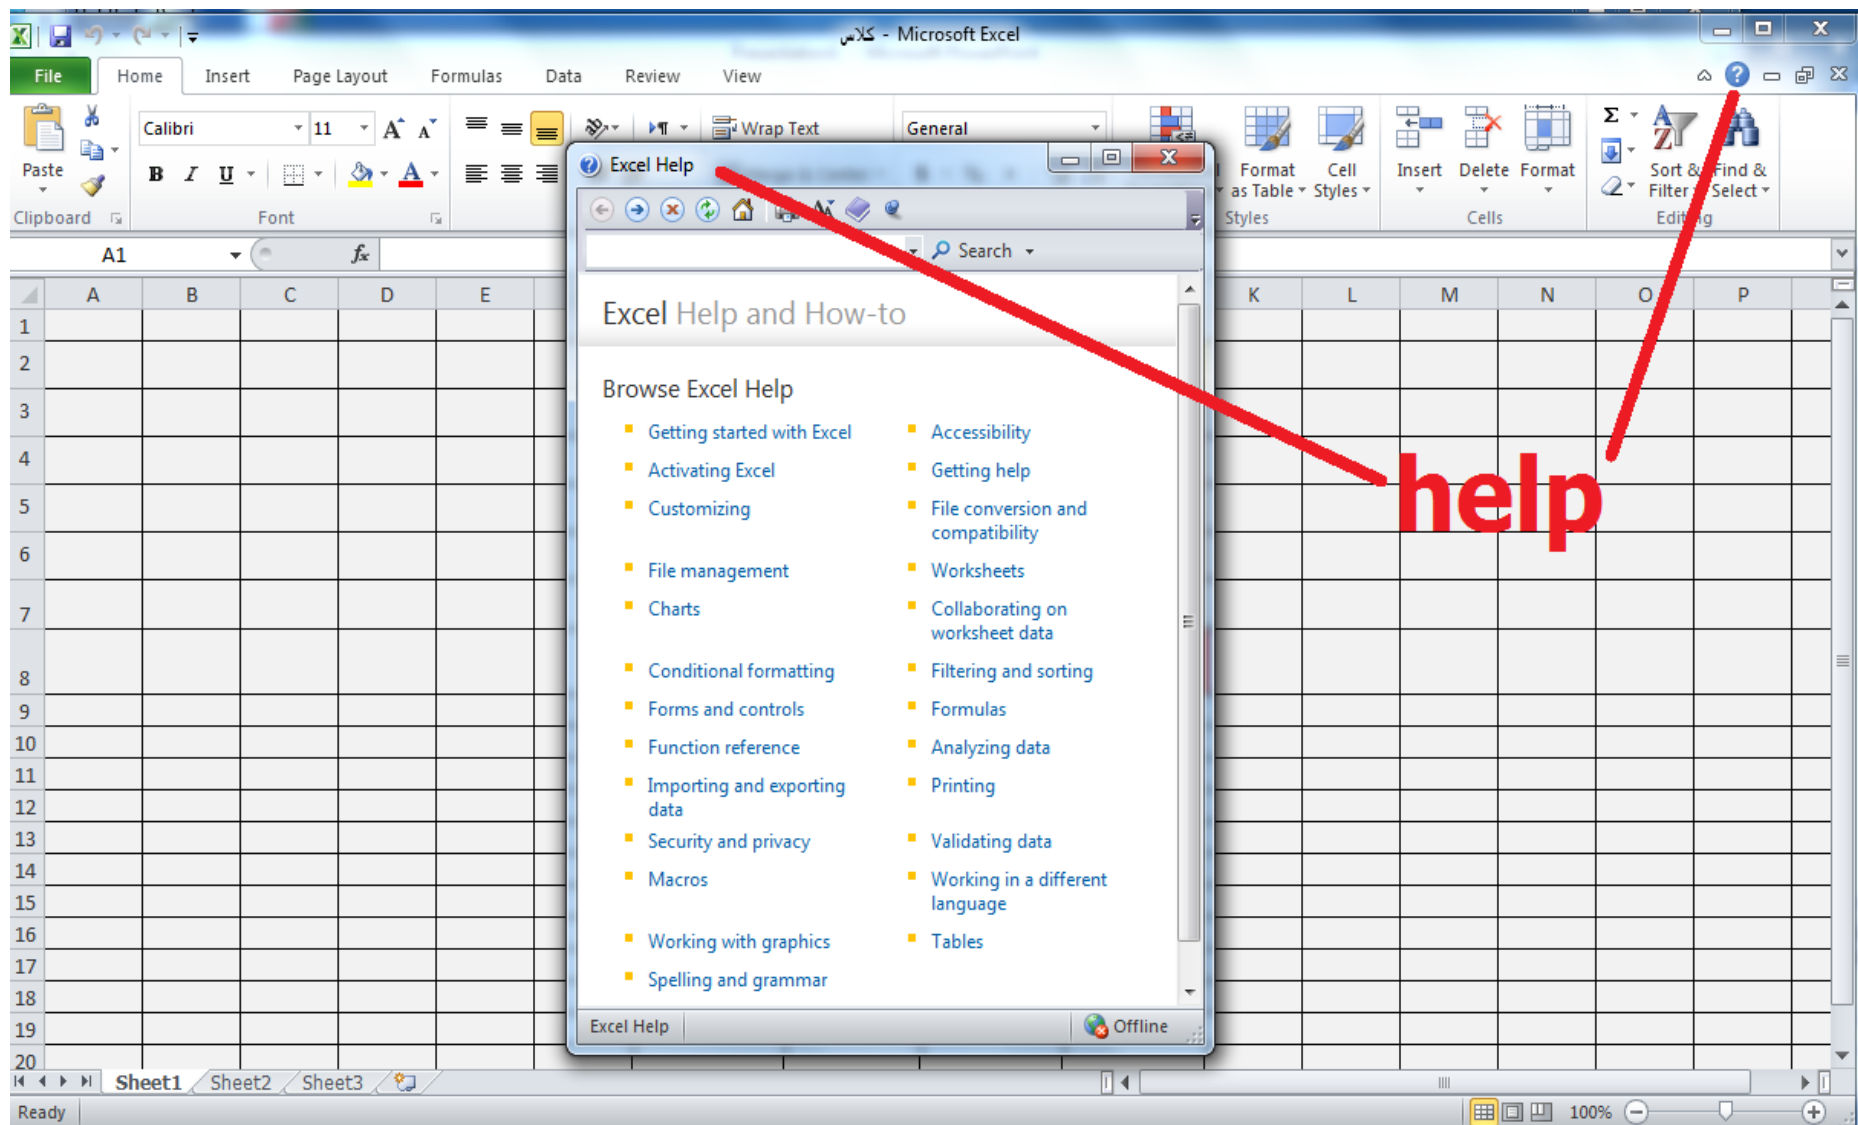 كلاس - Microsoft Excel
File Home Insert Page Layout Formulas Data Review View
Calibri 11 Wrap Text General
Paste Format as Table Cell Styles Insert Delete Format Sort & Filter Find & Select
Clipboard Font Styles Cells Editing
A1 fx
A B C D E K L M N O P
1
2
3
4
5
6
7
8
9
10
11
12
13
14
15
16
17
18
19
20
Excel Help
Search
Excel Help and How-to
Browse Excel Help
Getting started with Excel
Accessibility
Activating Excel
Getting help
Customizing
File conversion and
compatibility
File management
Worksheets
Charts
Collaborating on
worksheet data
Conditional formatting
Filtering and sorting
Forms and controls
Formulas
Function reference
Analyzing data
Importing and exporting
data
Printing
Security and privacy
Validating data
Macros
Working in a different
language
Working with graphics
Tables
Spelling and grammar
Excel Help Offline
help
Sheet1 Sheet2 Sheet3
Ready 100%